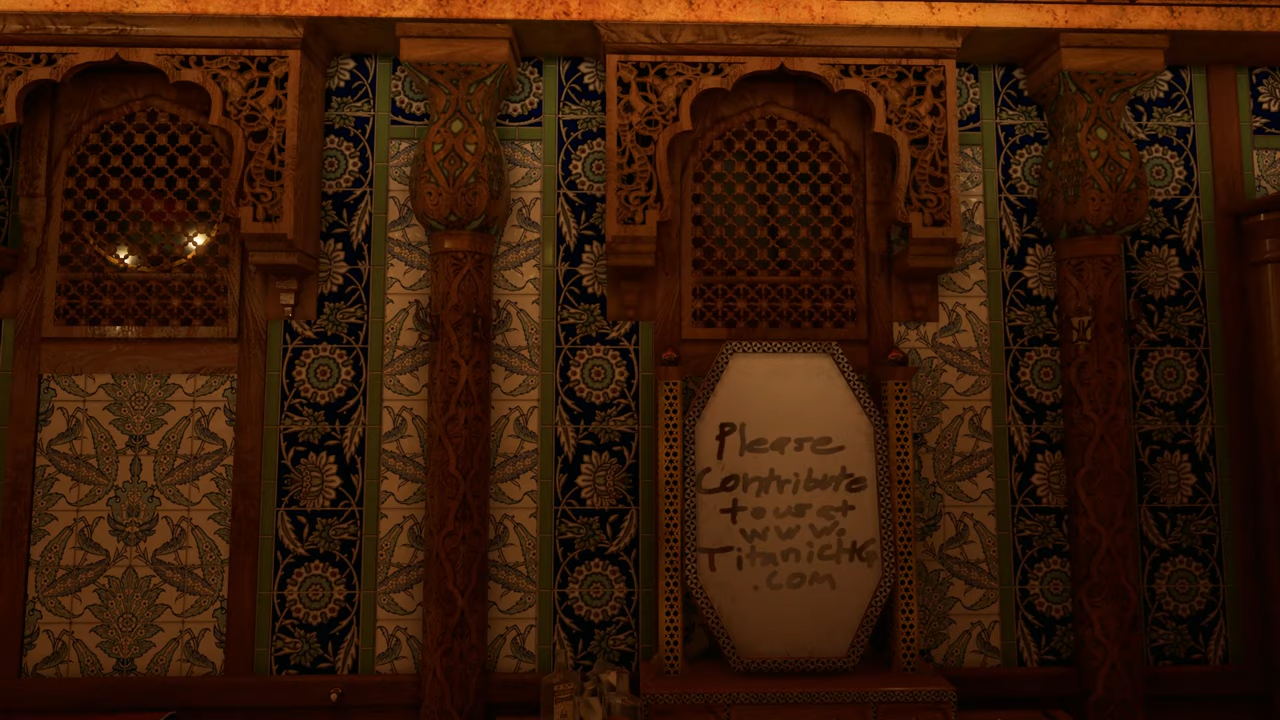 Please
Contribute
to us at
www.
TitanicHG
.com